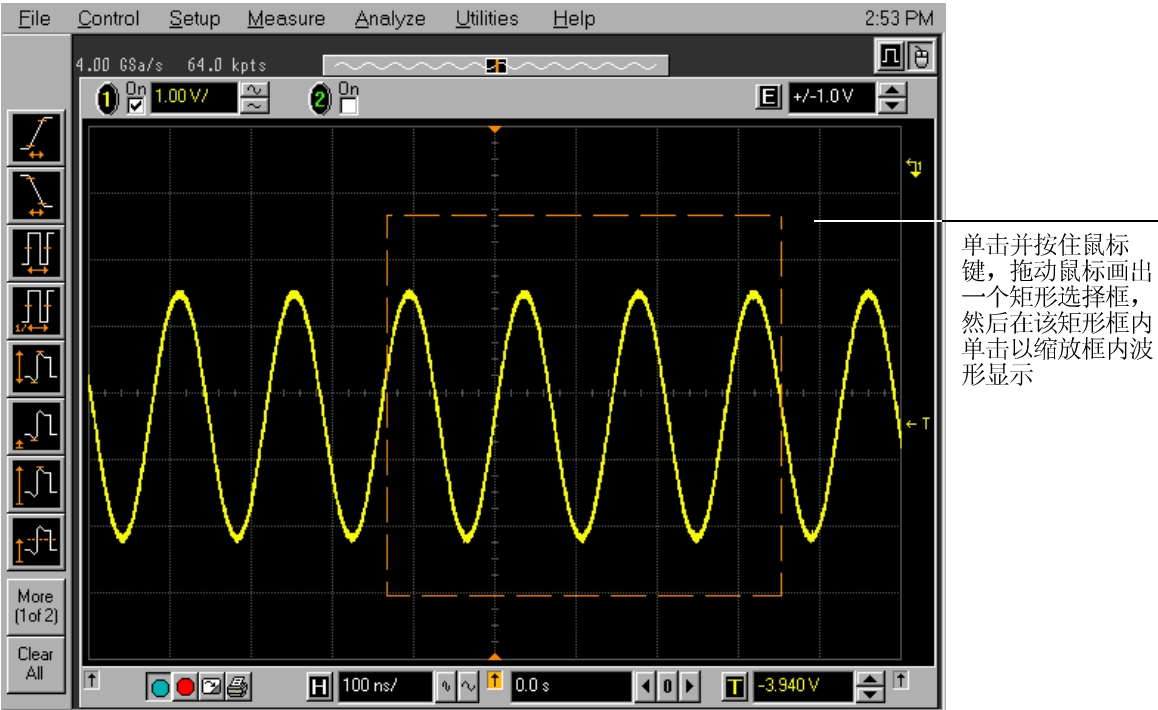 File Control Setup Measure Analyze Utilities Help 2:53 PM
4.00 GSa/s 64.0 kpts
1 On 1.00 V/ 2 On E +/-1.0 V
1
T
单击并按住鼠标
键，拖动鼠标画出
一个矩形选择框，
然后在该矩形框内
单击以缩放框内波
形显示
1/
More
(1of 2)
Clear
All
H 100 ns/ 0.0 s 0 T -3.940 V